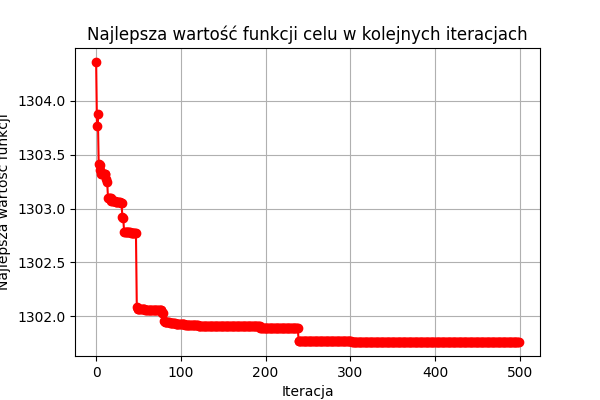 Najlepsza wartość funkcji celu w kolejnych iteracjach
Najlepsza wartość funkcji
1304.0
1303.5
1303.0
1302.5
1302.0
0 100 200 300 400 500
Iteracja